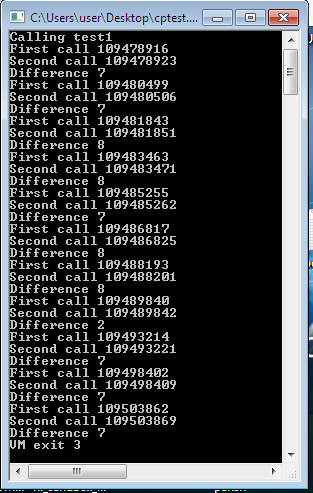 C:\Users\user\Desktop\cptest....
Calling test1
First call 109478916
Second call 109478923
Difference 7
First call 109480499
Second call 109480506
Difference 7
First call 109481843
Second call 109481851
Difference 8
First call 109483463
Second call 109483471
Difference 8
First call 109485255
Second call 109485262
Difference 7
First call 109486817
Second call 109486825
Difference 8
First call 109488193
Second call 109488201
Difference 8
First call 109489840
Second call 109489842
Difference 2
First call 109493214
Second call 109493221
Difference 7
First call 109498402
Second call 109498409
Difference 7
First call 109503862
Second call 109503869
Difference 7
VM exit 3